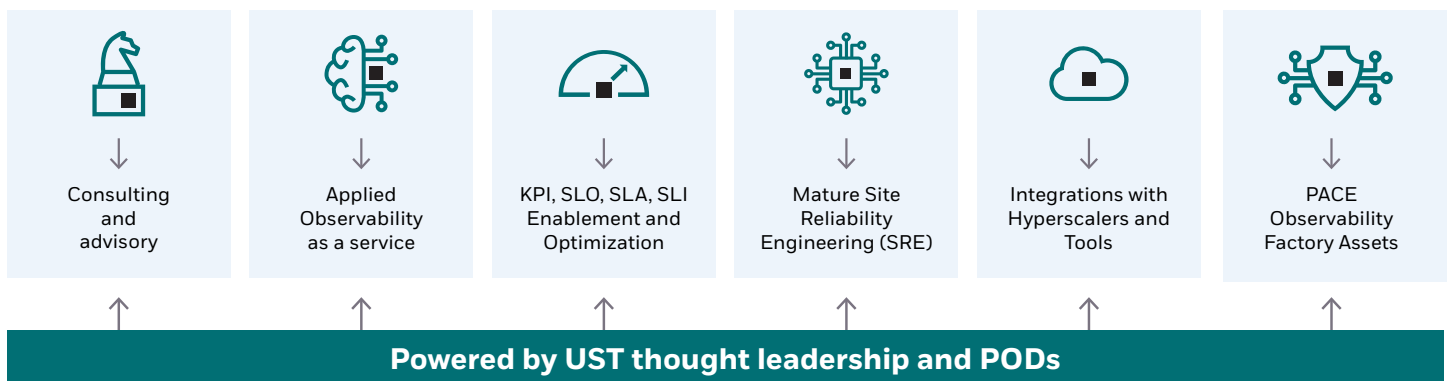 Consulting
and
advisory
Applied
Observability
as a service
KPI, SLO, SLA, SLI
Enablement and
Optimization
Mature Site
Reliability
Engineering (SRE)
Integrations with
Hyperscalers and
Tools
PACE
Observability
Factory Assets
Powered by UST thought leadership and PODs